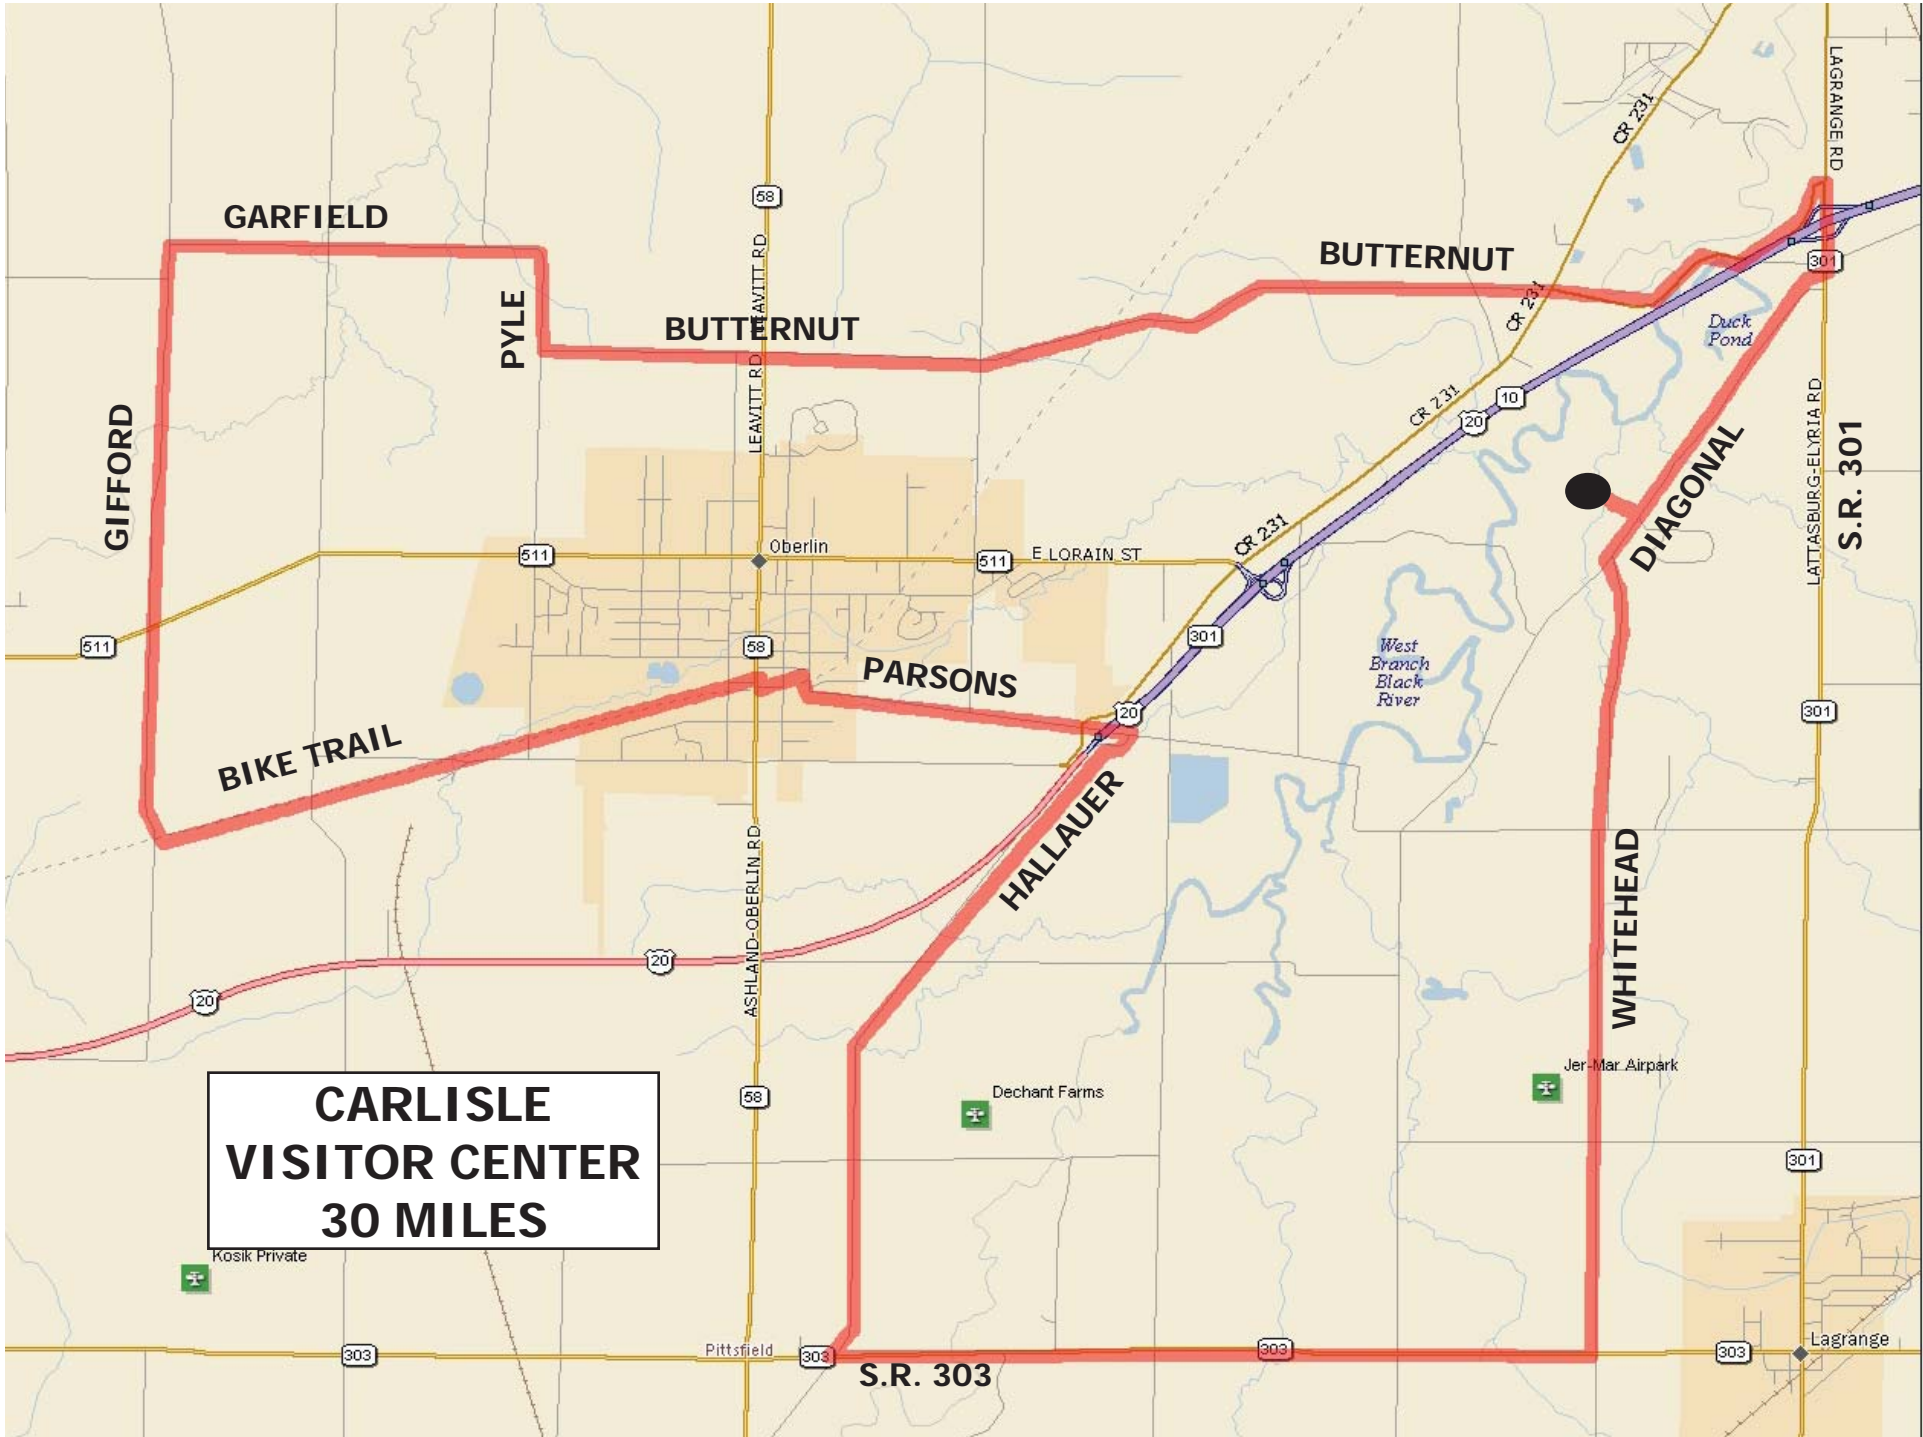 LAGRANGE RD
CR 231
58
GARFIELD
LEAVITT RD
BUTTERNUT
301
PYLE
BUTTERNUT
CR 231
Duck
Pond
LEAVITT RD
CR 231
10
20
GIFFORD
LATTASBURG-ELYRIA RD
S.R. 301
DIAGONAL
CR 231
511
Oberlin
511
E LORAIN ST
511
58
301
West
Branch
Black
River
PARSONS
20
301
BIKE TRAIL
HALLAUER
ASHLAND-OBERLIN RD
WHITEHEAD
20
20
58
Dechant Farms
Jer-Mar Airpark
CARLISLE
VISITOR CENTER
30 MILES
301
Kosik Private
303
Pittsfield
303
S.R. 303
303
303
Lagrange